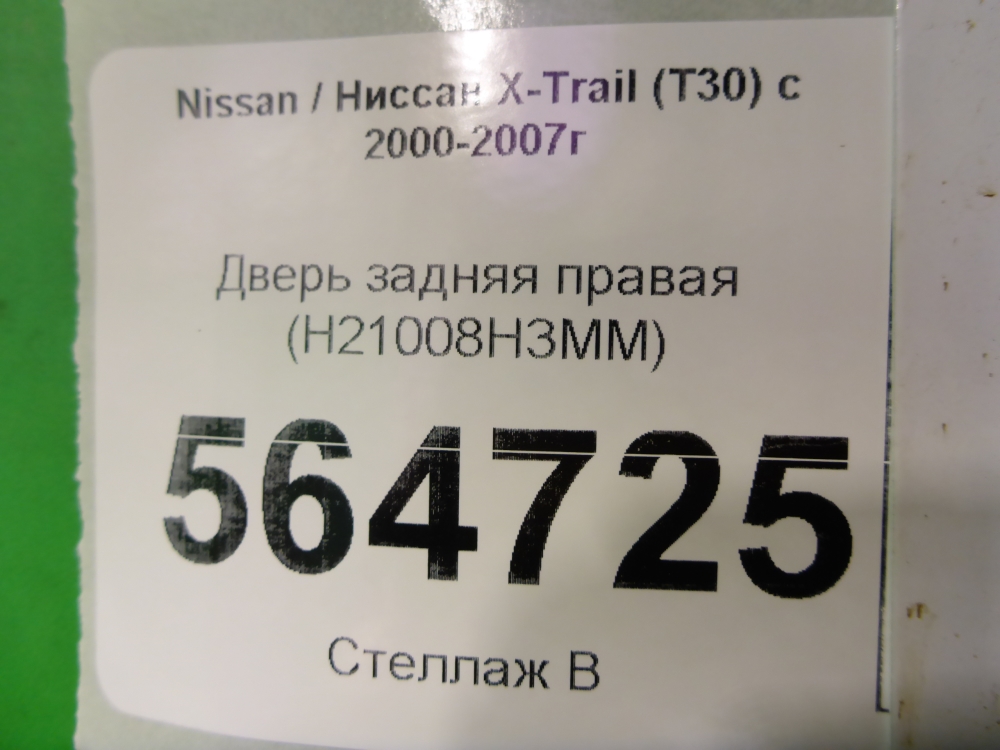 Nissan / Ниссан X-Trail (T30) с
2000-2007г
Дверь задняя правая
(H21008H3MM)
564725
Стеллаж В